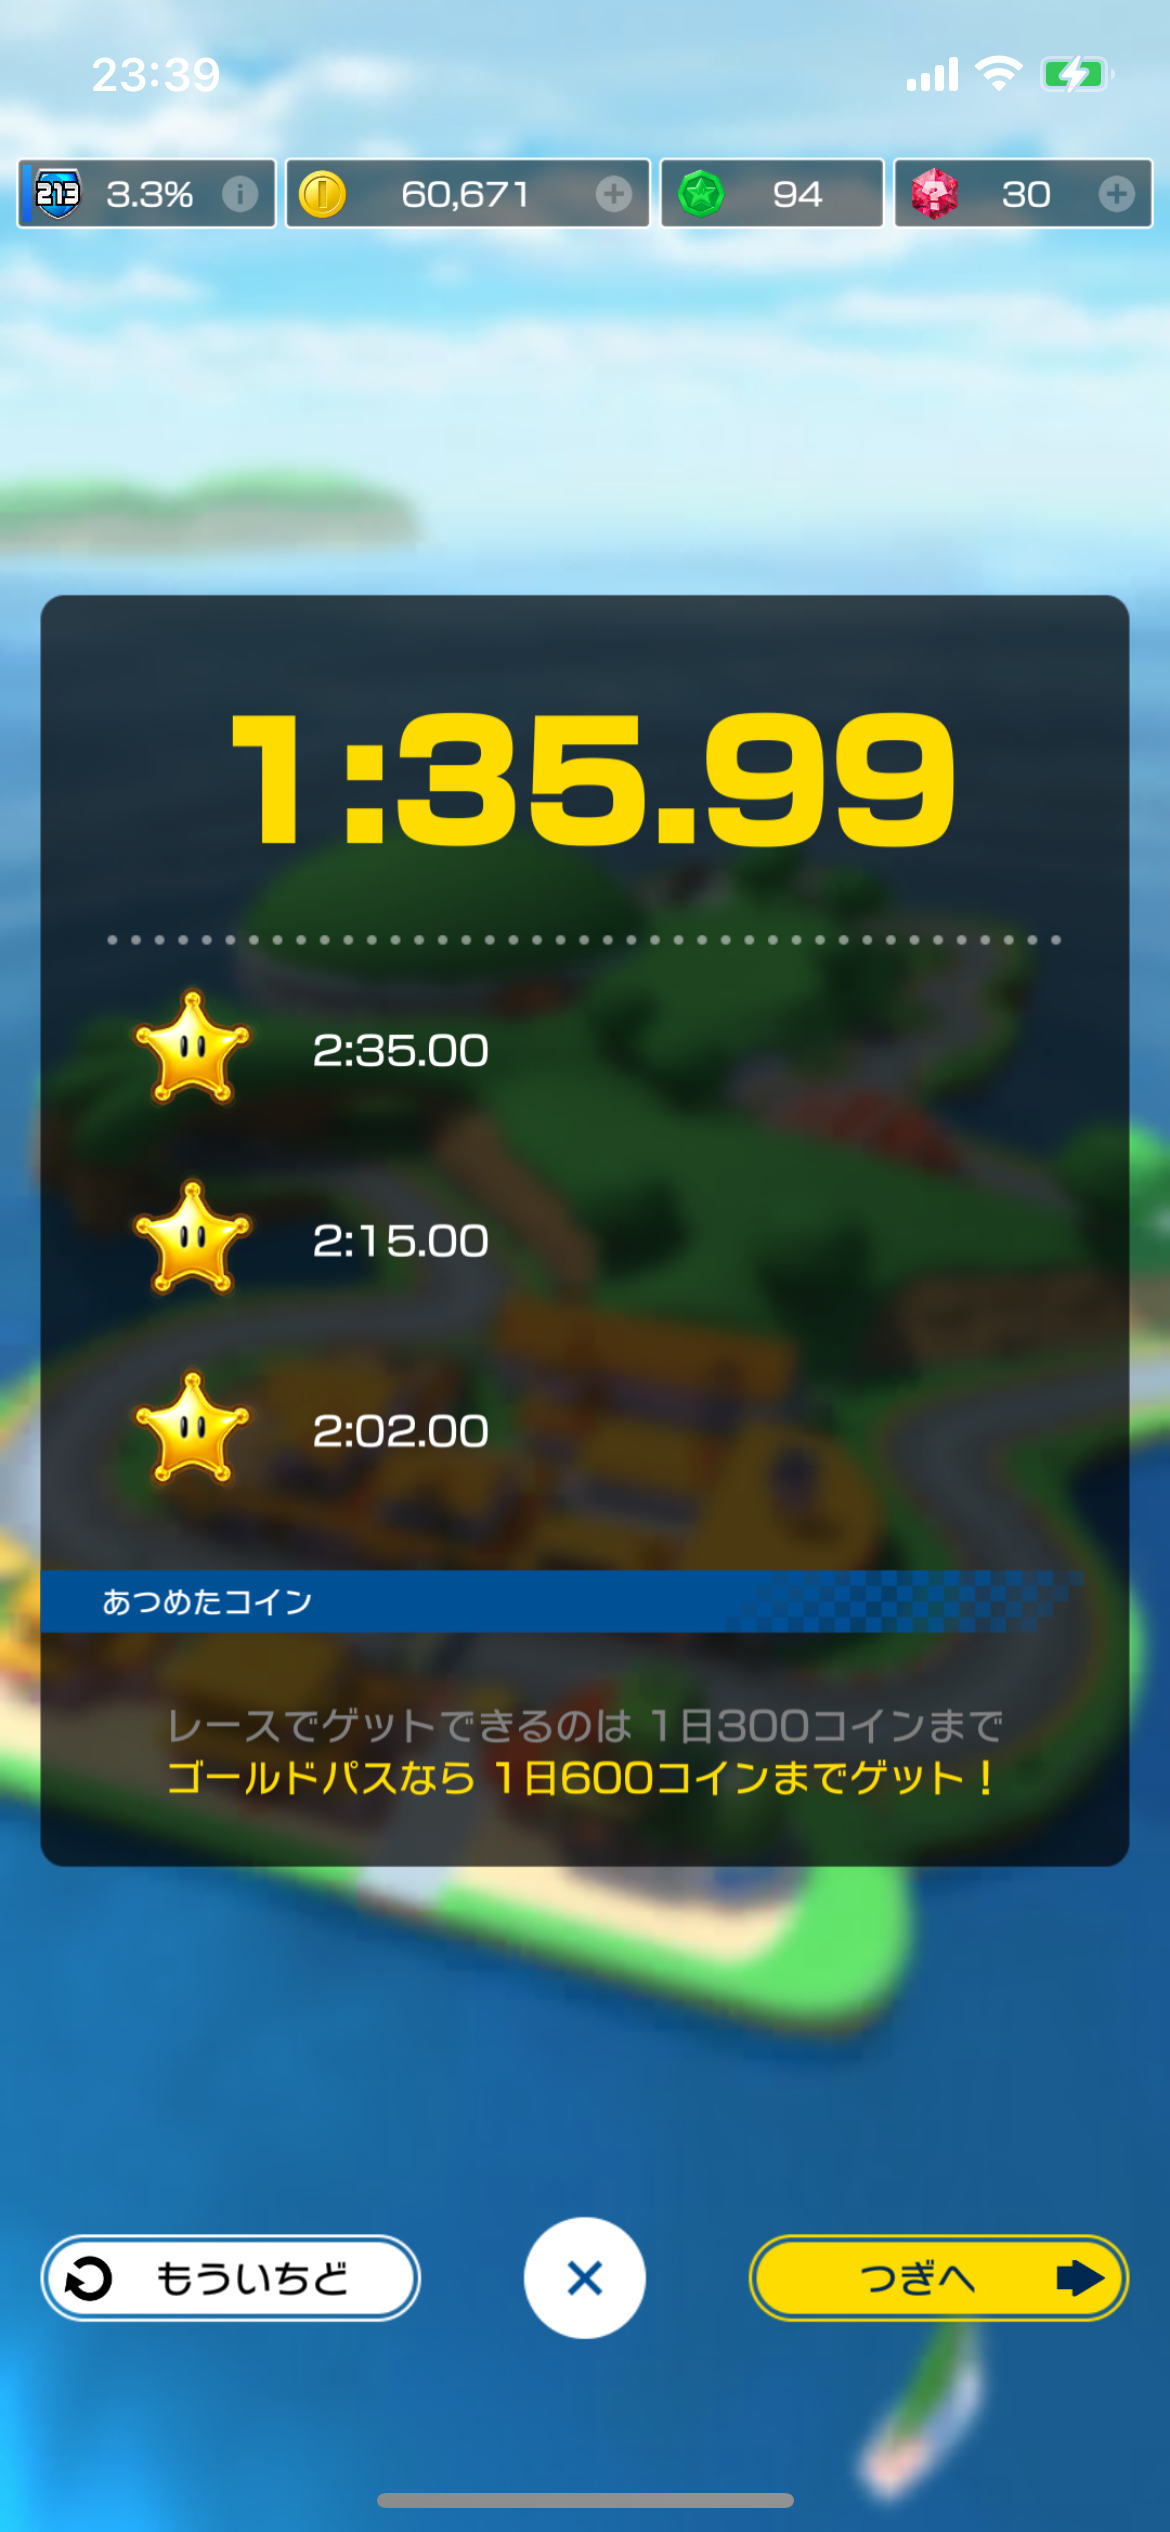 23:39
213 3.3% i 60,671 + 94 30 +
1:35.99
2:35.00
2:15.00
2:02.00
あつめたコイン
レースでゲットできるのは 1日300コインまで
ゴールドパスなら 1日600コインまでゲット！
もういちど × つぎへ